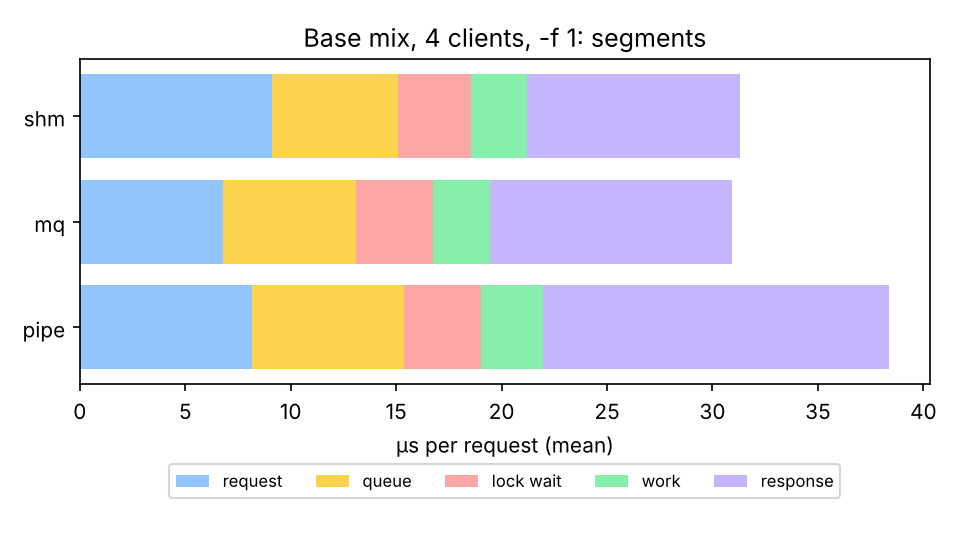 Base mix, 4 clients, -f 1: segments
shm
mq
pipe
0 5 10 15 20 25 30 35 40
µs per request (mean)
request queue lock wait work response